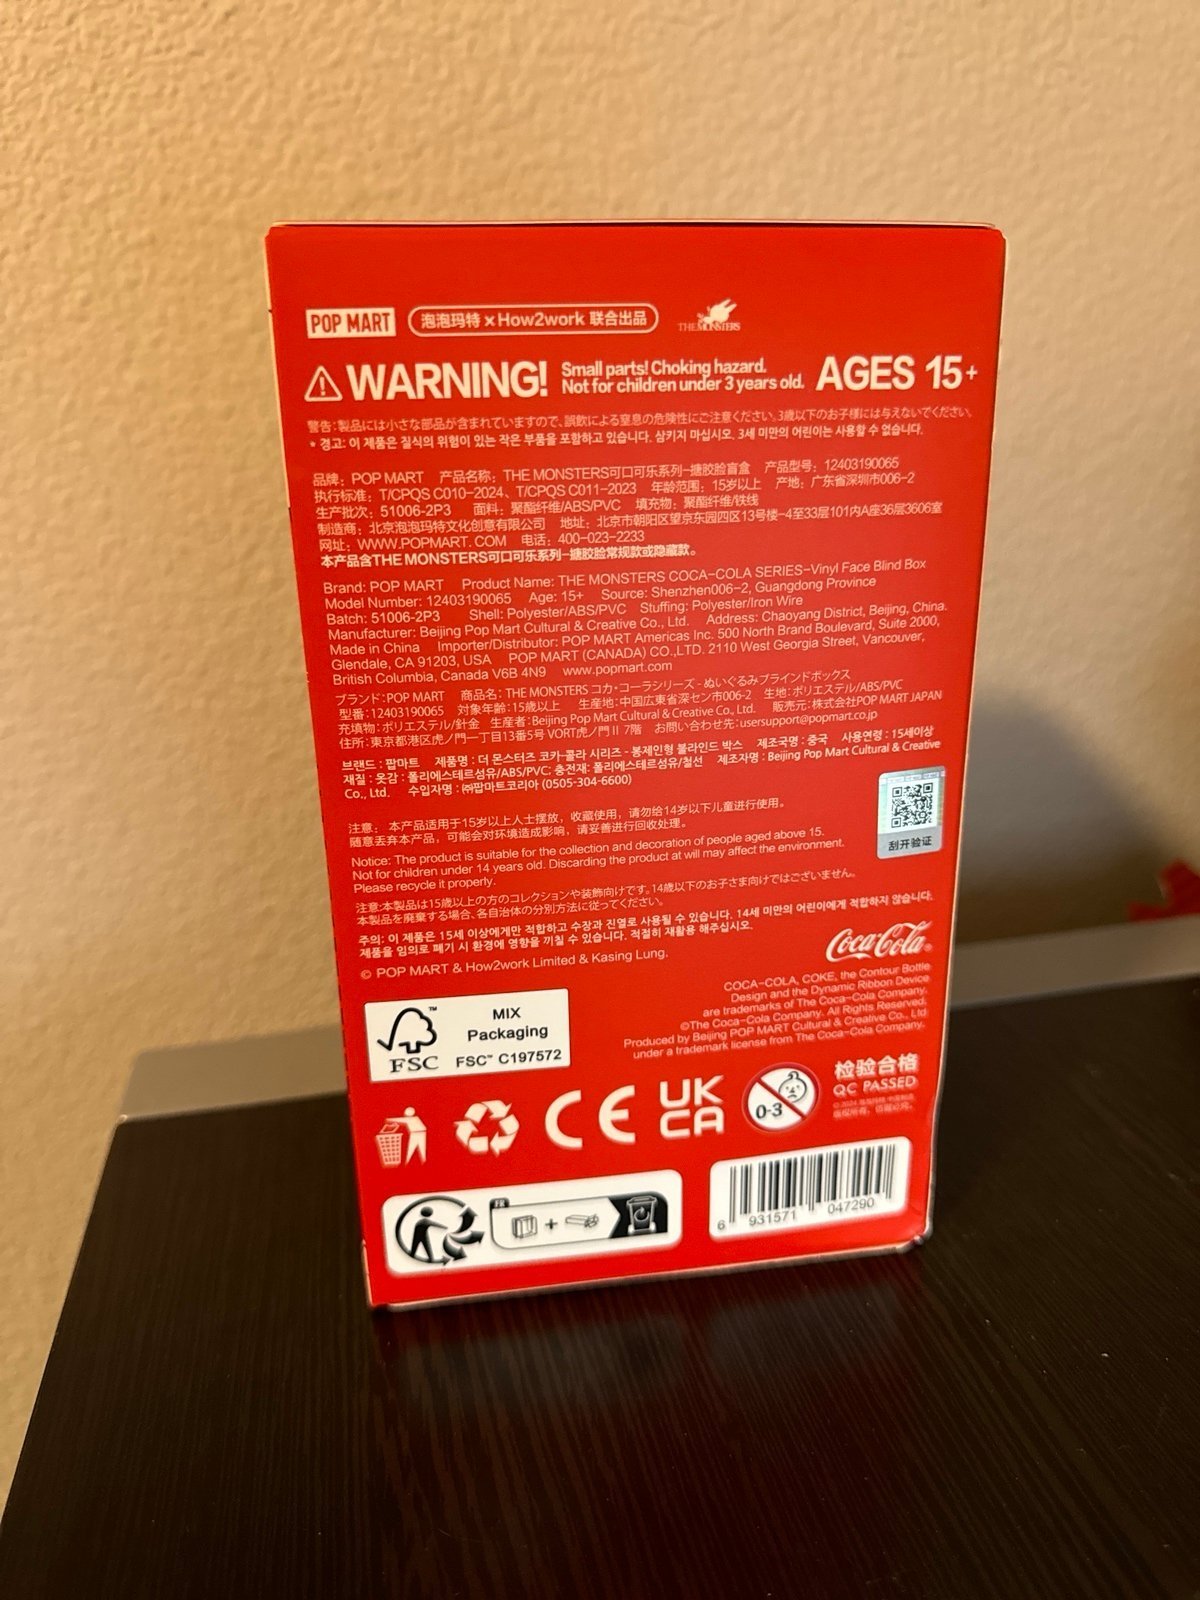 POP MART 泡泡玛特×How2work 联合出品 THE MONSTERS
WARNING! Small parts! Choking hazard. Not for children under 3 years old. AGES 15+
警告:製品には小さな部品が含まれていますので、誤飲による窒息の危険性にご注意ください。3歳以下のお子様には与えないでください。
* 경고: 이 제품은 질식의 위험이 있는 작은 부품을 포함하고 있습니다. 삼키지 마십시오. 3세 미만의 어린이는 사용할 수 없습니다.
品牌：POP MART 产品名称：THE MONSTERS可口可乐系列-搪胶脸盲盒 产品型号：12403190065
执行标准：T/CPQS C010-2024、T/CPQS C011-2023 年龄范围：15岁以上 产地：广东省深圳市006-2
生产批次：51006-2P3 面料：聚酯纤维/ABS/PVC 填充物：聚酯纤维/铁线
制造商：北京泡泡玛特文化创意有限公司 地址：北京市朝阳区望京东园四区13号楼-4至33层101内A座36层3606室
网址：WWW.POPMART.COM 电话：400-023-2233
本产品含THE MONSTERS可口可乐系列-搪胶脸常规款或隐藏款。
Brand: POP MART Product Name: THE MONSTERS COCA-COLA SERIES-Vinyl Face Blind Box
Model Number: 12403190065 Age: 15+ Source: Shenzhen006-2, Guangdong Province
Batch: 51006-2P3 Shell: Polyester/ABS/PVC Stuffing: Polyester/Iron Wire
Manufacturer: Beijing Pop Mart Cultural & Creative Co., Ltd. Address: Chaoyang District, Beijing, China.
Made in China Importer/Distributor: POP MART Americas Inc. 500 North Brand Boulevard, Suite 2000,
Glendale, CA 91203, USA POP MART (CANADA) CO.,LTD. 2110 West Georgia Street, Vancouver,
British Columbia, Canada V6B 4N9 www.popmart.com
ブランド:POP MART 商品名: THE MONSTERS コカ・コーラシリーズ - ぬいぐるみブラインドボックス
型番:12403190065 対象年齢:15歳以上 生産地:中国広東省深セン市006-2 生地:ポリエステル/ABS/PVC
充填物:ポリエステル/針金 生産者:Beijing Pop Mart Cultural & Creative Co., Ltd. 販売元:株式会社POP MART JAPAN
住所:東京都港区虎ノ門一丁目13番5号 VORT虎ノ門Ⅱ 7階 お問い合わせ先:usersupport@popmart.co.jp
브랜드 : 팝마트 제품명 : 더 몬스터즈 코카-콜라 시리즈 - 봉제인형 블라인드 박스 제조국명 : 중국 사용연령 : 15세이상
재질 : 옷감 : 폴리에스테르섬유/ABS/PVC; 충전재: 폴리에스테르섬유/철선 제조자명 : Beijing Pop Mart Cultural & Creative
Co., Ltd. 수입자명 : ㈜팝마트코리아 (0505-304-6600)
刮开验证
注意： 本产品适用于15岁以上人士摆放，收藏使用，请勿给14岁以下儿童进行使用。
随意丢弃本产品，可能会对环境造成影响，请妥善进行回收处理。
Notice: The product is suitable for the collection and decoration of people aged above 15.
Not for children under 14 years old. Discarding the product at will may affect the environment.
Please recycle it properly.
注意:本製品は15歳以上の方のコレクションや装飾向けです。14歳以下のお子さま向けではございません。
本製品を廃棄する場合、各自治体の分別方法に従ってください。
주의: 이 제품은 15세 이상에게만 적합하고 수장과 진열로 사용될 수 있습니다. 14세 미만의 어린이에게 적합하지 않습니다.
제품을 임의로 폐기 시 환경에 영향을 끼칠 수 있습니다. 적절히 재활용 해주십시오.
© POP MART & How2work Limited & Kasing Lung.
Coca-Cola®
COCA-COLA, COKE, the Contour Bottle
Design and the Dynamic Ribbon Device
are trademarks of The Coca-Cola Company.
©The Coca-Cola Company. All Rights Reserved.
Produced by Beijing POP MART Cultural & Creative Co., Ltd
under a trademark license from The Coca-Cola Company.
FSC™ MIX
Packaging
FSC™ C197572
CE UK CA 0-3
检验合格
QC PASSED
FR
6 931571 047290